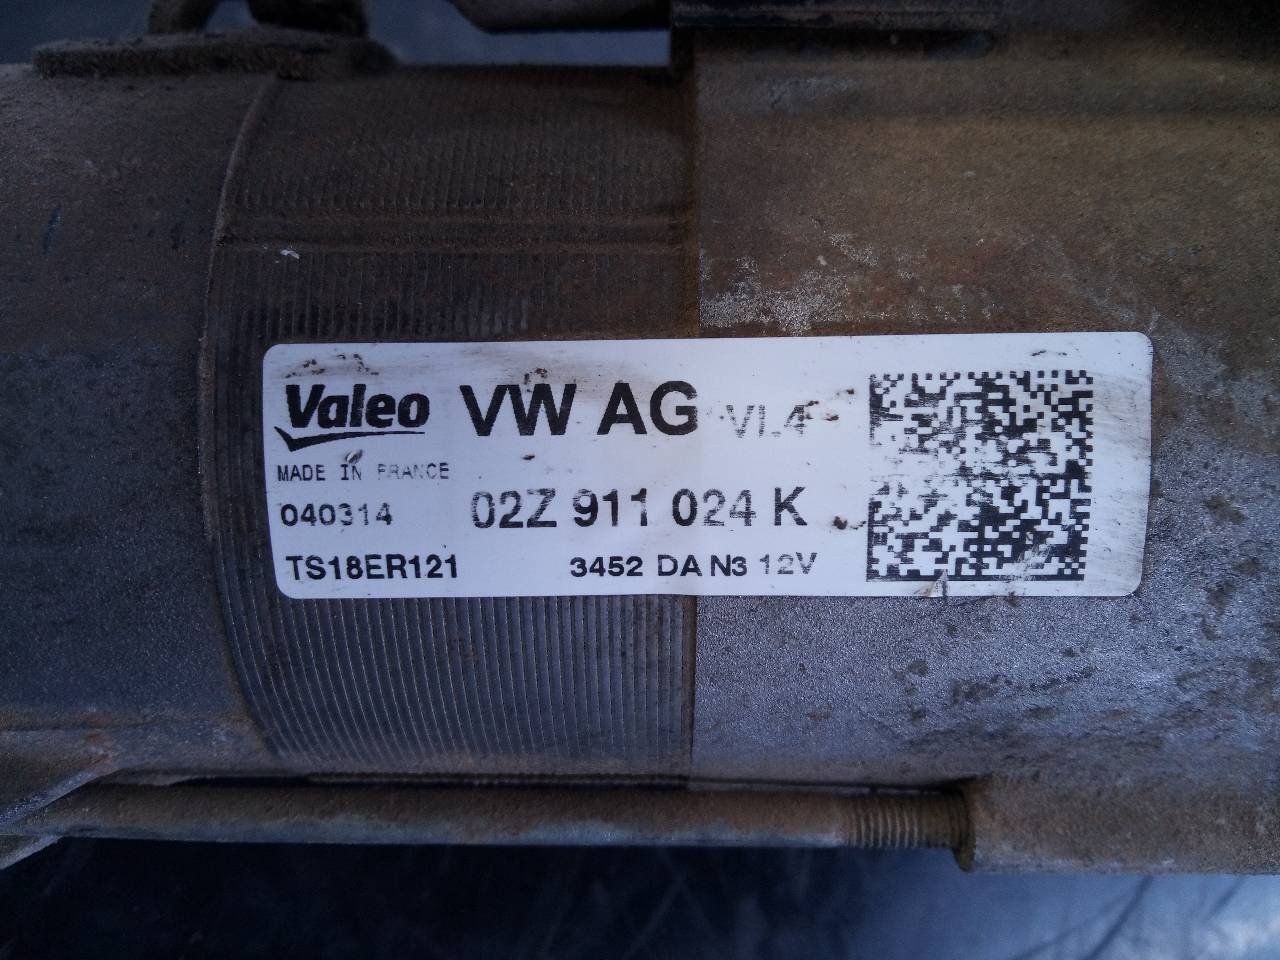 Valeo VW AG VI.4
MADE IN FRANCE
040314 02Z 911 024 K
TS18ER121 3452 DA N3 12V